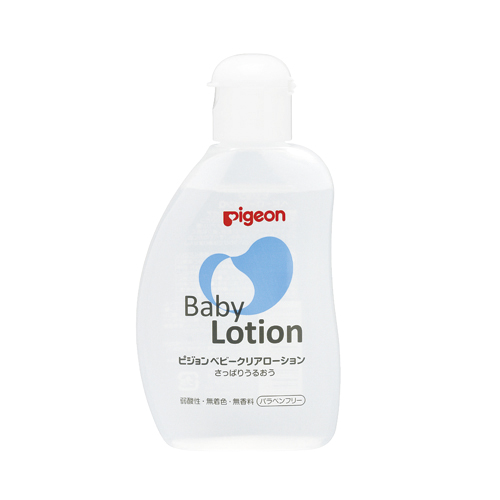 Pigeon
Baby
Lotion
ピジョン ベビークリアローション
さっぱりうるおう
弱酸性・無着色・無香料 パラベンフリー